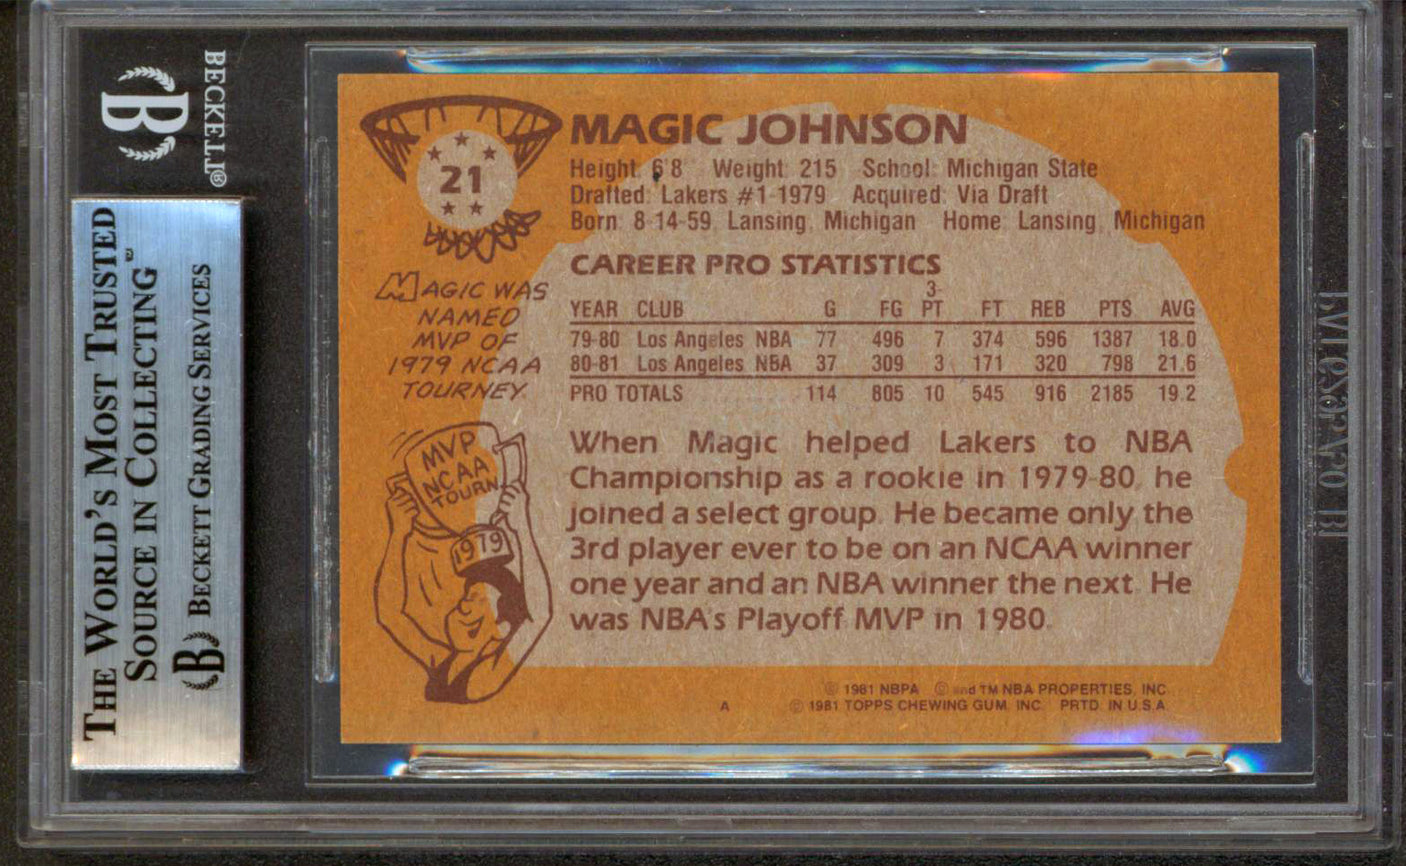 BECKETT®
THE WORLD'S MOST TRUSTED
SOURCE IN COLLECTING™
B BECKETT GRADING SERVICES
21
MAGIC JOHNSON
Height: 6'8 Weight: 215 School: Michigan State
Drafted: Lakers #1-1979 Acquired: Via Draft
Born: 8-14-59, Lansing, Michigan Home: Lansing, Michigan
MAGIC WAS
NAMED
MVP OF
1979 NCAA
TOURNEY.
MVP
NCAA
TOURN.
1979
CAREER PRO STATISTICS
YEAR CLUB G FG 3-PT FT REB PTS AVG
79-80 Los Angeles NBA 77 496 7 374 596 1387 18.0
80-81 Los Angeles NBA 37 309 3 171 320 798 21.6
PRO TOTALS 114 805 10 545 916 2185 19.2
When Magic helped Lakers to NBA
Championship as a rookie in 1979-80, he
joined a select group. He became only the
3rd player ever to be on an NCAA winner
one year and an NBA winner the next. He
was NBA's Playoff MVP in 1980.
© 1981 NBPA © and TM NBA PROPERTIES, INC.
A © 1981 TOPPS CHEWING GUM, INC. PRTD. IN U.S.A.